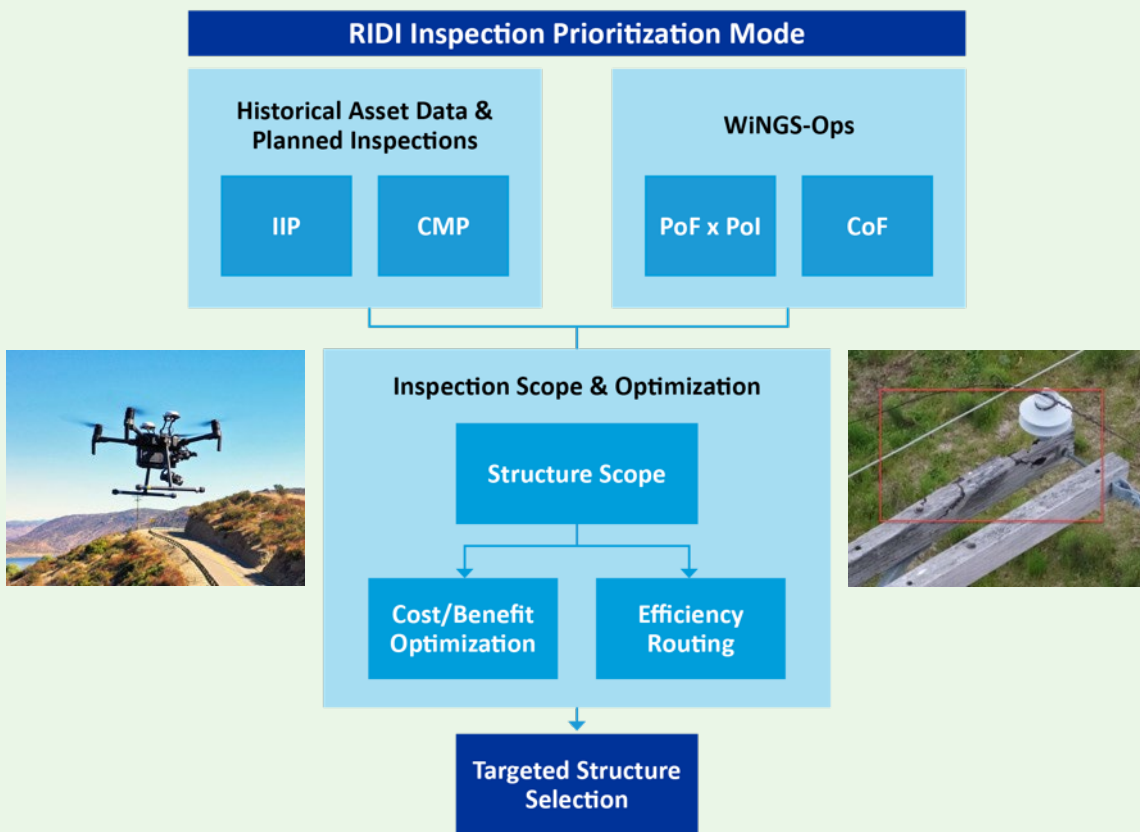 RIDI Inspection Prioritization Mode
Historical Asset Data &
Planned Inspections
IIP
CMP
WiNGS-Ops
PoF x PoI
CoF
Inspection Scope & Optimization
Structure Scope
Cost/Benefit
Optimization
Efficiency
Routing
Targeted Structure
Selection